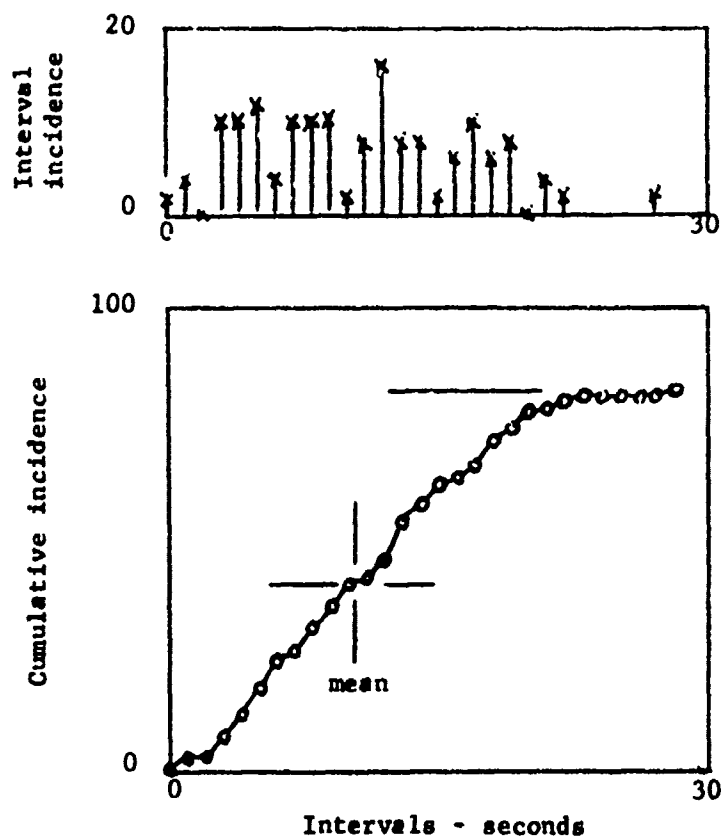 20
Interval
incidence
0
0
30
100
Cumulative incidence
mean
0
0
30
Intervals - seconds